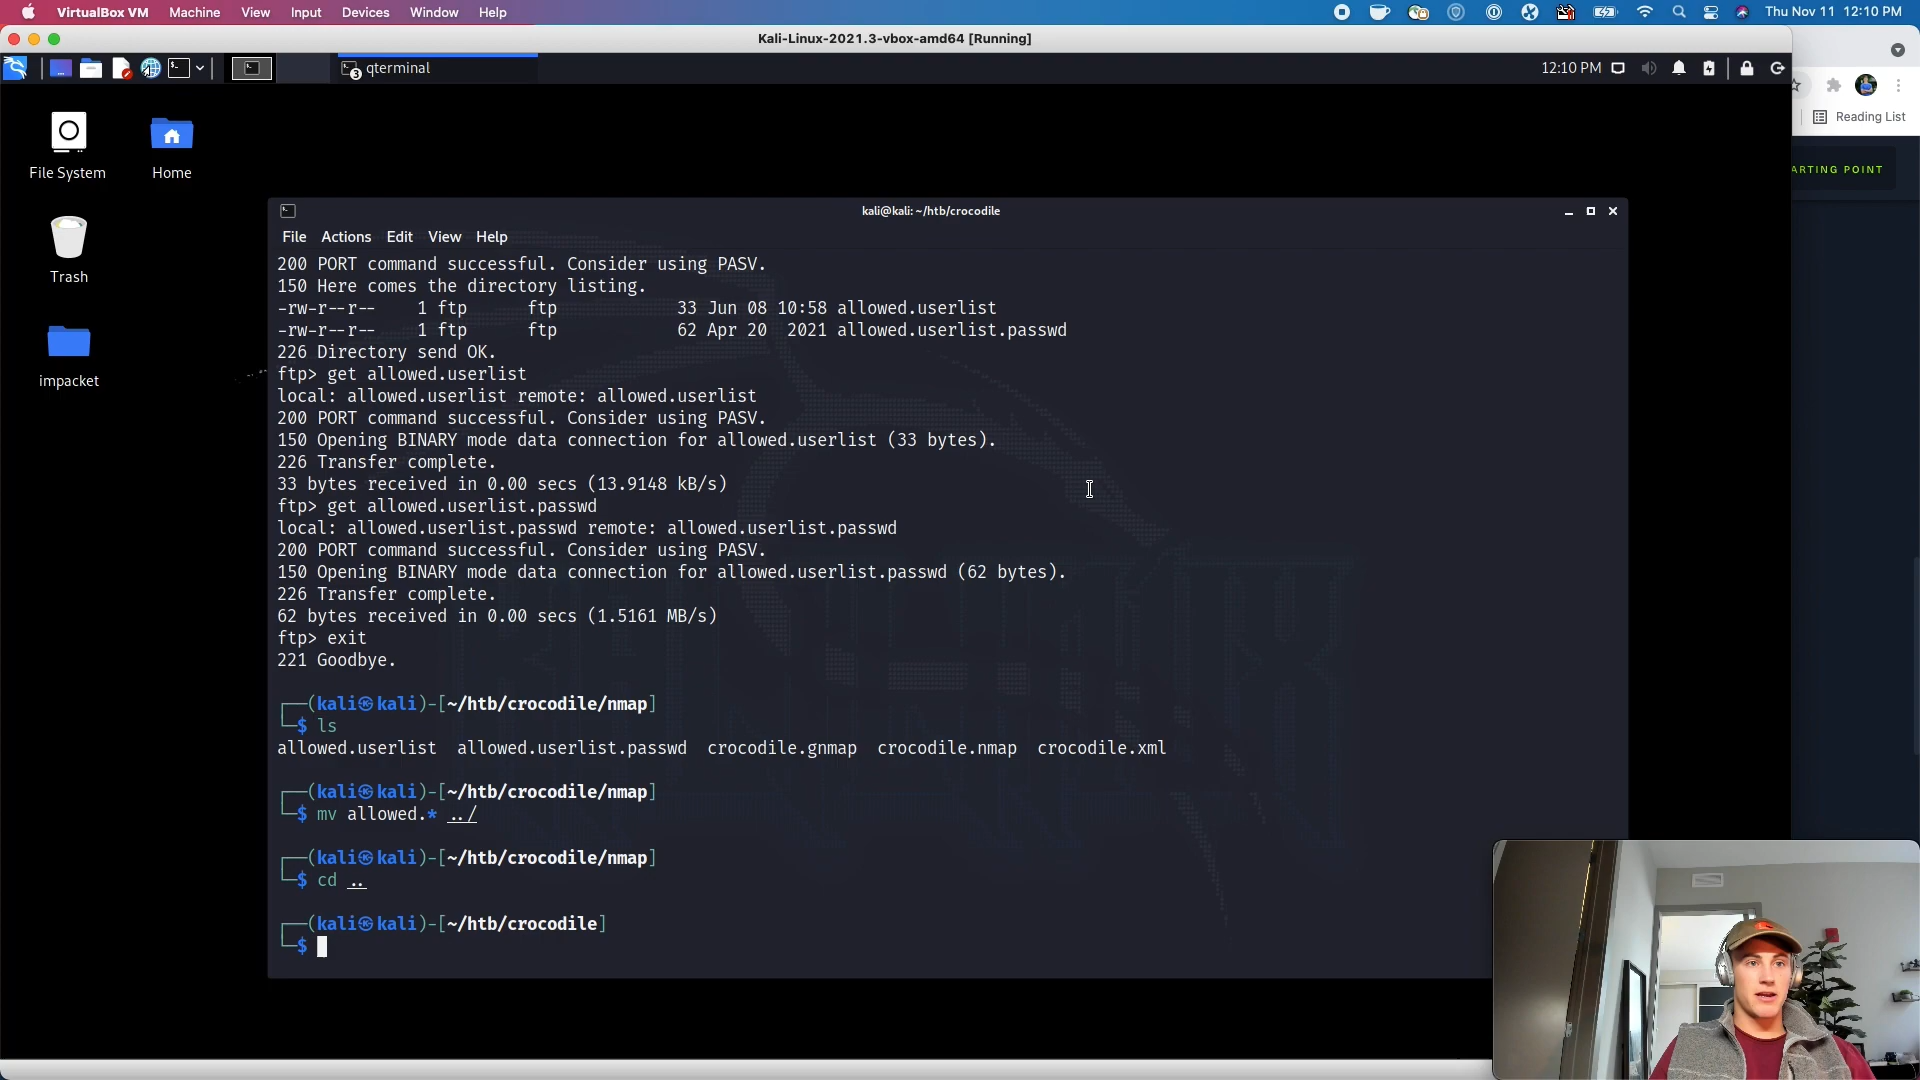 VirtualBox VM Machine View Input Devices Window Help Thu Nov 11 12:10 PM
Kali-Linux-2021.3-vbox-amd64 [Running]
3 qterminal 12:10 PM
Reading List
ARTING POINT
File System
Home
Trash
impacket
kali@kali: ~/htb/crocodile
File Actions Edit View Help
200 PORT command successful. Consider using PASV.
150 Here comes the directory listing.
-rw-r--r-- 1 ftp ftp 33 Jun 08 10:58 allowed.userlist
-rw-r--r-- 1 ftp ftp 62 Apr 20 2021 allowed.userlist.passwd
226 Directory send OK.
ftp> get allowed.userlist
local: allowed.userlist remote: allowed.userlist
200 PORT command successful. Consider using PASV.
150 Opening BINARY mode data connection for allowed.userlist (33 bytes).
226 Transfer complete.
33 bytes received in 0.00 secs (13.9148 kB/s)
ftp> get allowed.userlist.passwd
local: allowed.userlist.passwd remote: allowed.userlist.passwd
200 PORT command successful. Consider using PASV.
150 Opening BINARY mode data connection for allowed.userlist.passwd (62 bytes).
226 Transfer complete.
62 bytes received in 0.00 secs (1.5161 MB/s)
ftp> exit
221 Goodbye.
┌──(kali㉿kali)-[~/htb/crocodile/nmap]
└─$ ls
allowed.userlist allowed.userlist.passwd crocodile.gnmap crocodile.nmap crocodile.xml
┌──(kali㉿kali)-[~/htb/crocodile/nmap]
└─$ mv allowed.* ../
┌──(kali㉿kali)-[~/htb/crocodile/nmap]
└─$ cd ..
┌──(kali㉿kali)-[~/htb/crocodile]
└─$